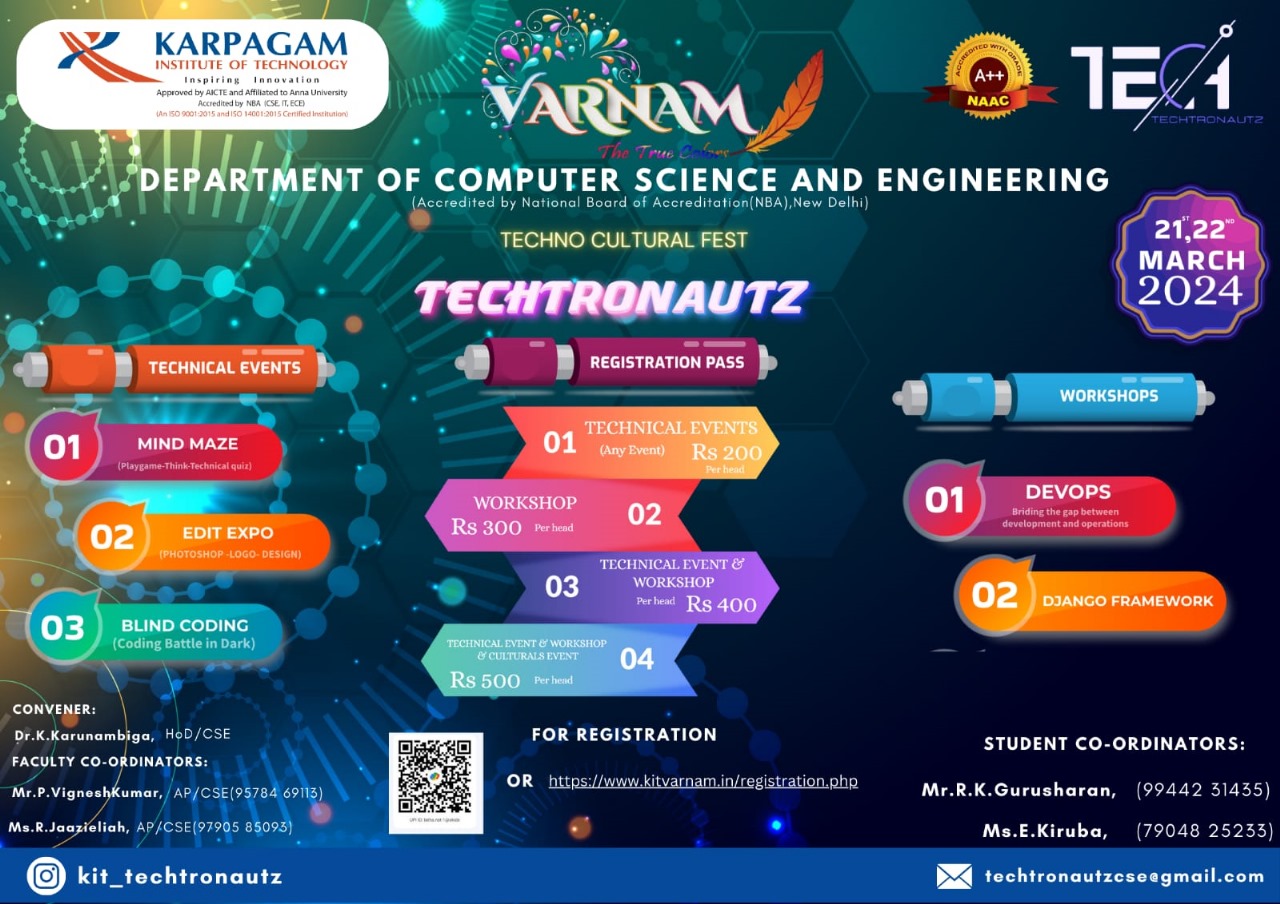 KARPAGAM
INSTITUTE OF TECHNOLOGY
Inspiring Innovation
Approved by AICTE and Affiliated to Anna University
Accredited by NBA (CSE, IT, ECE)
(An ISO 9001:2015 and ISO 14001:2015 Certified Institution)
VARNAM
The True Colors
ACCREDITED WITH GRADE
A++
NAAC
TECH
TECHTRONAUTZ
DEPARTMENT OF COMPUTER SCIENCE AND ENGINEERING
(Accredited by National Board of Accreditation(NBA),New Delhi)
TECHNO CULTURAL FEST
TECHTRONAUTZ
21ST,22ND
MARCH
2024
TECHNICAL EVENTS
01
MIND MAZE
(Playgame-Think-Technical quiz)
02
EDIT EXPO
(PHOTOSHOP -LOGO- DESIGN)
03
BLIND CODING
(Coding Battle in Dark)
REGISTRATION PASS
01
TECHNICAL EVENTS
(Any Event) Rs 200
Per head
WORKSHOP
Rs 300 Per head
02
03
TECHNICAL EVENT &
WORKSHOP
Per head Rs 400
TECHNICAL EVENT & WORKSHOP
& CULTURALS EVENT
Rs 500 Per head
04
WORKSHOPS
01
DEVOPS
Briding the gap between
development and operations
02
DJANGO FRAMEWORK
CONVENER:
Dr.K.Karunambiga, HoD/CSE
FACULTY CO-ORDINATORS:
Mr.P.VigneshKumar, AP/CSE(95784 69113)
Ms.R.Jaazieliah, AP/CSE(97905 85093)
FOR REGISTRATION
OR https://www.kitvarnam.in/registration.php
STUDENT CO-ORDINATORS:
Mr.R.K.Gurusharan, (99442 31435)
Ms.E.Kiruba, (79048 25233)
kit_techtronautz
techtronautzcse@gmail.com